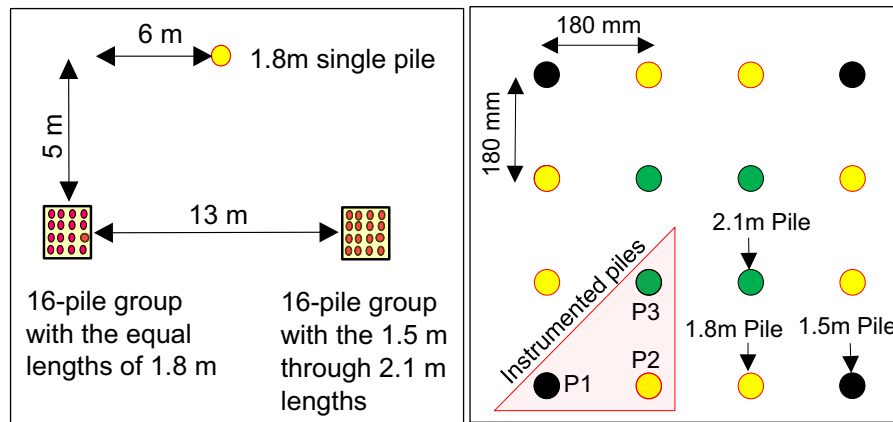 6 m
1.8m single pile
5 m
13 m
16-pile group
with the equal
lengths of 1.8 m
16-pile group
with the 1.5 m
through 2.1 m
lengths
180 mm
180 mm
2.1m Pile
Instrumented piles
P3
1.8m Pile
1.5m Pile
P2
P1